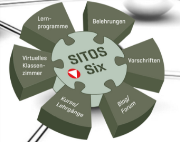 Lern-
programme
Belehrungen
Virtuelles
Klassen-
zimmer
SITOS
Six
Vorschriften
Kurse/
Lehrgänge
Blog/
Forum